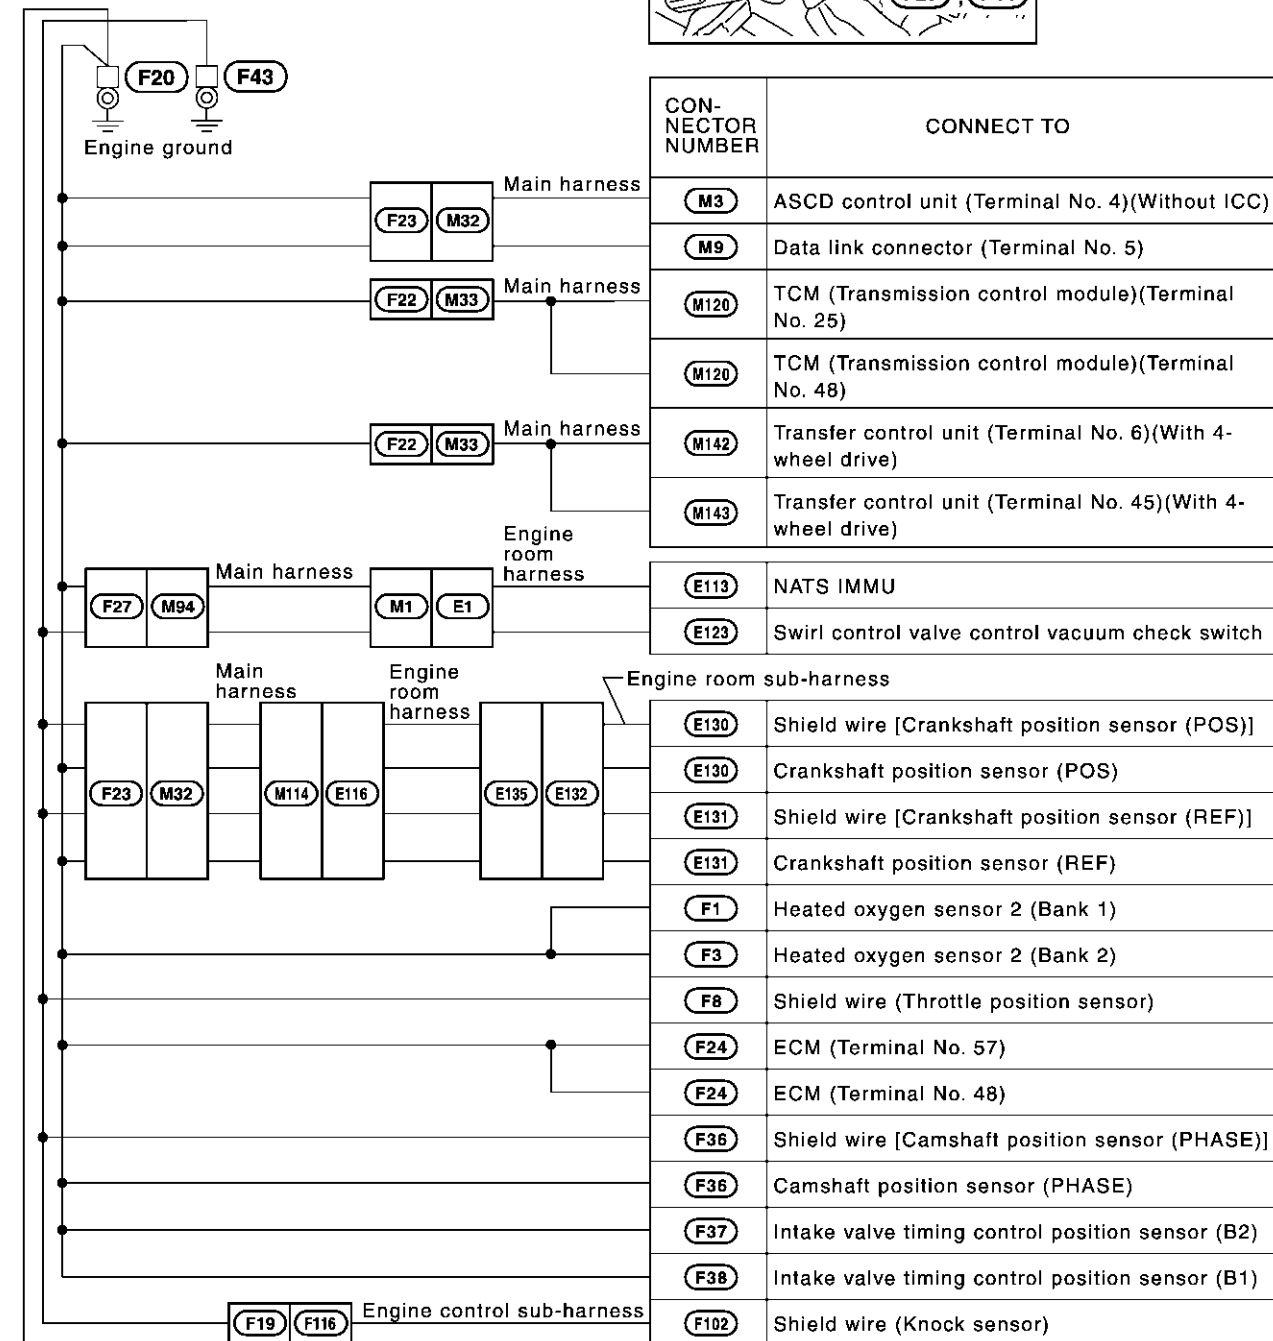 F20
F43
Engine ground
CON-
NECTOR
NUMBER
CONNECT TO
Main harness
F23
M32
M3
ASCD control unit (Terminal No. 4)(Without ICC)
M9
Data link connector (Terminal No. 5)
Main harness
F22
M33
M120
TCM (Transmission control module)(Terminal
No. 25)
M120
TCM (Transmission control module)(Terminal
No. 48)
Main harness
F22
M33
M142
Transfer control unit (Terminal No. 6)(With 4-
wheel drive)
M143
Transfer control unit (Terminal No. 45)(With 4-
wheel drive)
Engine
room
harness
Main harness
F27
M94
M1
E1
E113
NATS IMMU
E123
Swirl control valve control vacuum check switch
Main
harness
Engine
room
harness
Engine room sub-harness
F23
M32
M114
E116
E135
E132
E130
Shield wire [Crankshaft position sensor (POS)]
E130
Crankshaft position sensor (POS)
E131
Shield wire [Crankshaft position sensor (REF)]
E131
Crankshaft position sensor (REF)
F1
Heated oxygen sensor 2 (Bank 1)
F3
Heated oxygen sensor 2 (Bank 2)
F8
Shield wire (Throttle position sensor)
F24
ECM (Terminal No. 57)
F24
ECM (Terminal No. 48)
F36
Shield wire [Camshaft position sensor (PHASE)]
F36
Camshaft position sensor (PHASE)
F37
Intake valve timing control position sensor (B2)
F38
Intake valve timing control position sensor (B1)
F19
F116
Engine control sub-harness
F102
Shield wire (Knock sensor)